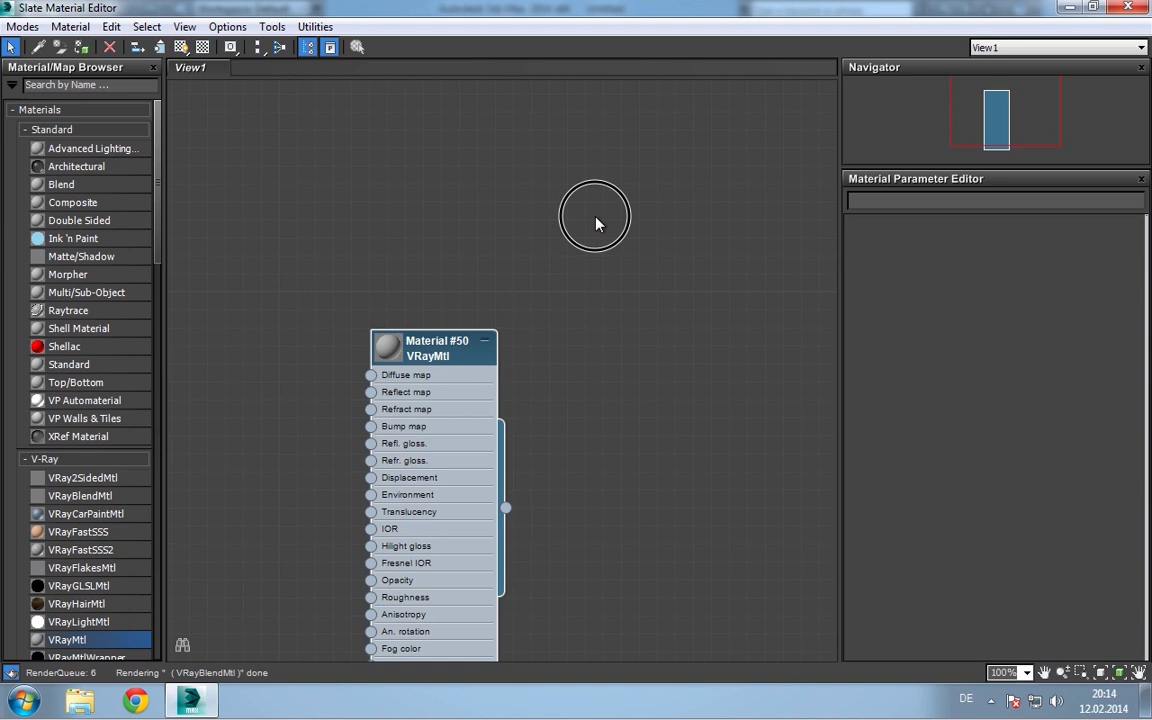 Slate Material Editor
Modes Material Edit Select View Options Tools Utilities
View1
Material/Map Browser
View1
Navigator
Search by Name ...
- Materials
- Standard
Advanced Lighting...
Architectural
Blend
Composite
Double Sided
Ink 'n Paint
Matte/Shadow
Morpher
Multi/Sub-Object
Raytrace
Shell Material
Shellac
Standard
Top/Bottom
VP Automaterial
VP Walls & Tiles
XRef Material
- V-Ray
VRay2SidedMtl
VRayBlendMtl
VRayCarPaintMtl
VRayFastSSS
VRayFastSSS2
VRayFlakesMtl
VRayGLSLMtl
VRayHairMtl
VRayLightMtl
VRayMtl
VRayMtlWrapper
Material #50
VRayMtl
Diffuse map
Reflect map
Refract map
Bump map
Refl. gloss.
Refr. gloss.
Displacement
Environment
Translucency
IOR
Hilight gloss
Fresnel IOR
Opacity
Roughness
Anisotropy
An. rotation
Fog color
Material Parameter Editor
RenderQueue: 6 Rendering " ( VRayBlendMtl )" done
100%
DE
20:14
12.02.2014